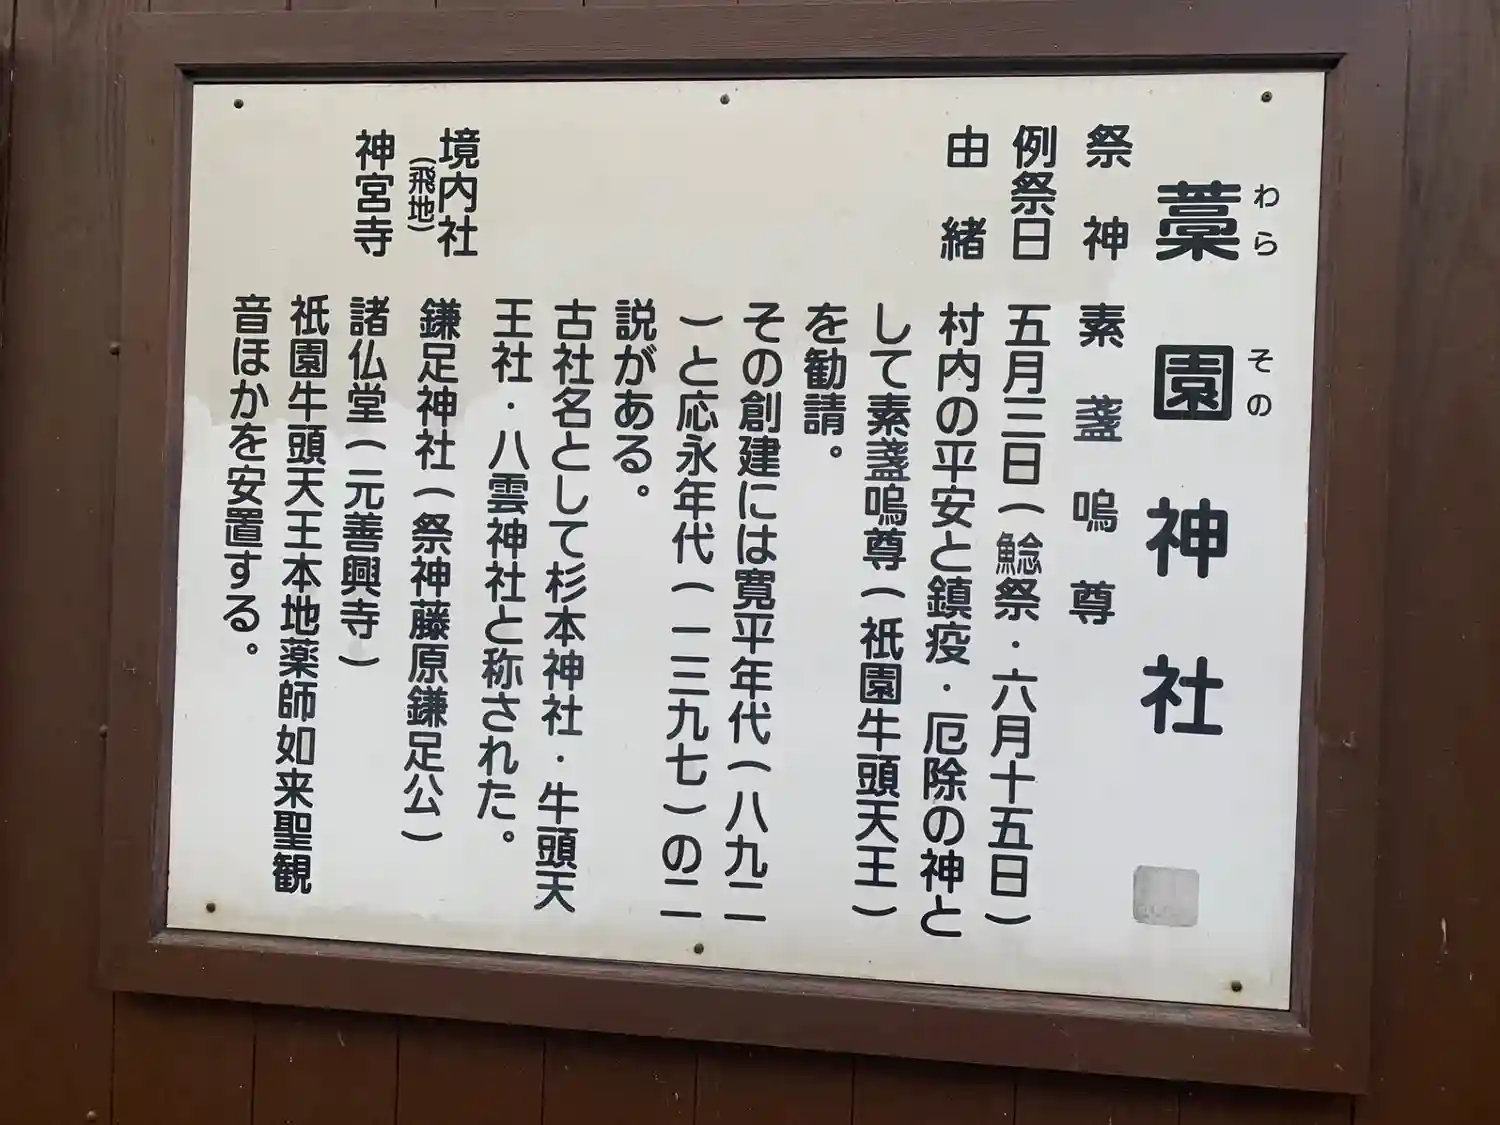 藁園神社
わら その
祭神 素盞嗚尊
例祭日 五月三日（鯰祭・六月十五日）
由緒 村内の平安と鎮疫・厄除の神と
して素盞嗚尊（祇園牛頭天王）
を勧請。
その創建には寛平年代（八九二
）と応永年代（一三九七）の二
説がある。
古社名として杉本神社・牛頭天
王社・八雲神社と称された。
境内社 鎌足神社（祭神藤原鎌足公）
（飛地）
神宮寺 諸仏堂（元善興寺）
祇園牛頭天王本地薬師如来聖観
音ほかを安置する。